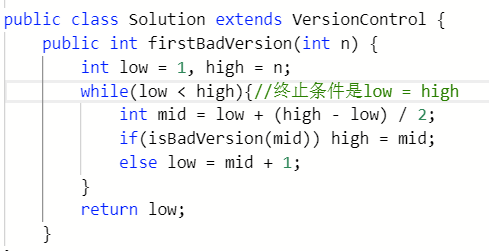 public class Solution extends VersionControl {
    public int firstBadVersion(int n) {
        int low = 1, high = n;
        while(low < high){//终止条件是low = high
            int mid = low + (high - low) / 2;
            if(isBadVersion(mid)) high = mid;
            else low = mid + 1;
        }
        return low;
    }